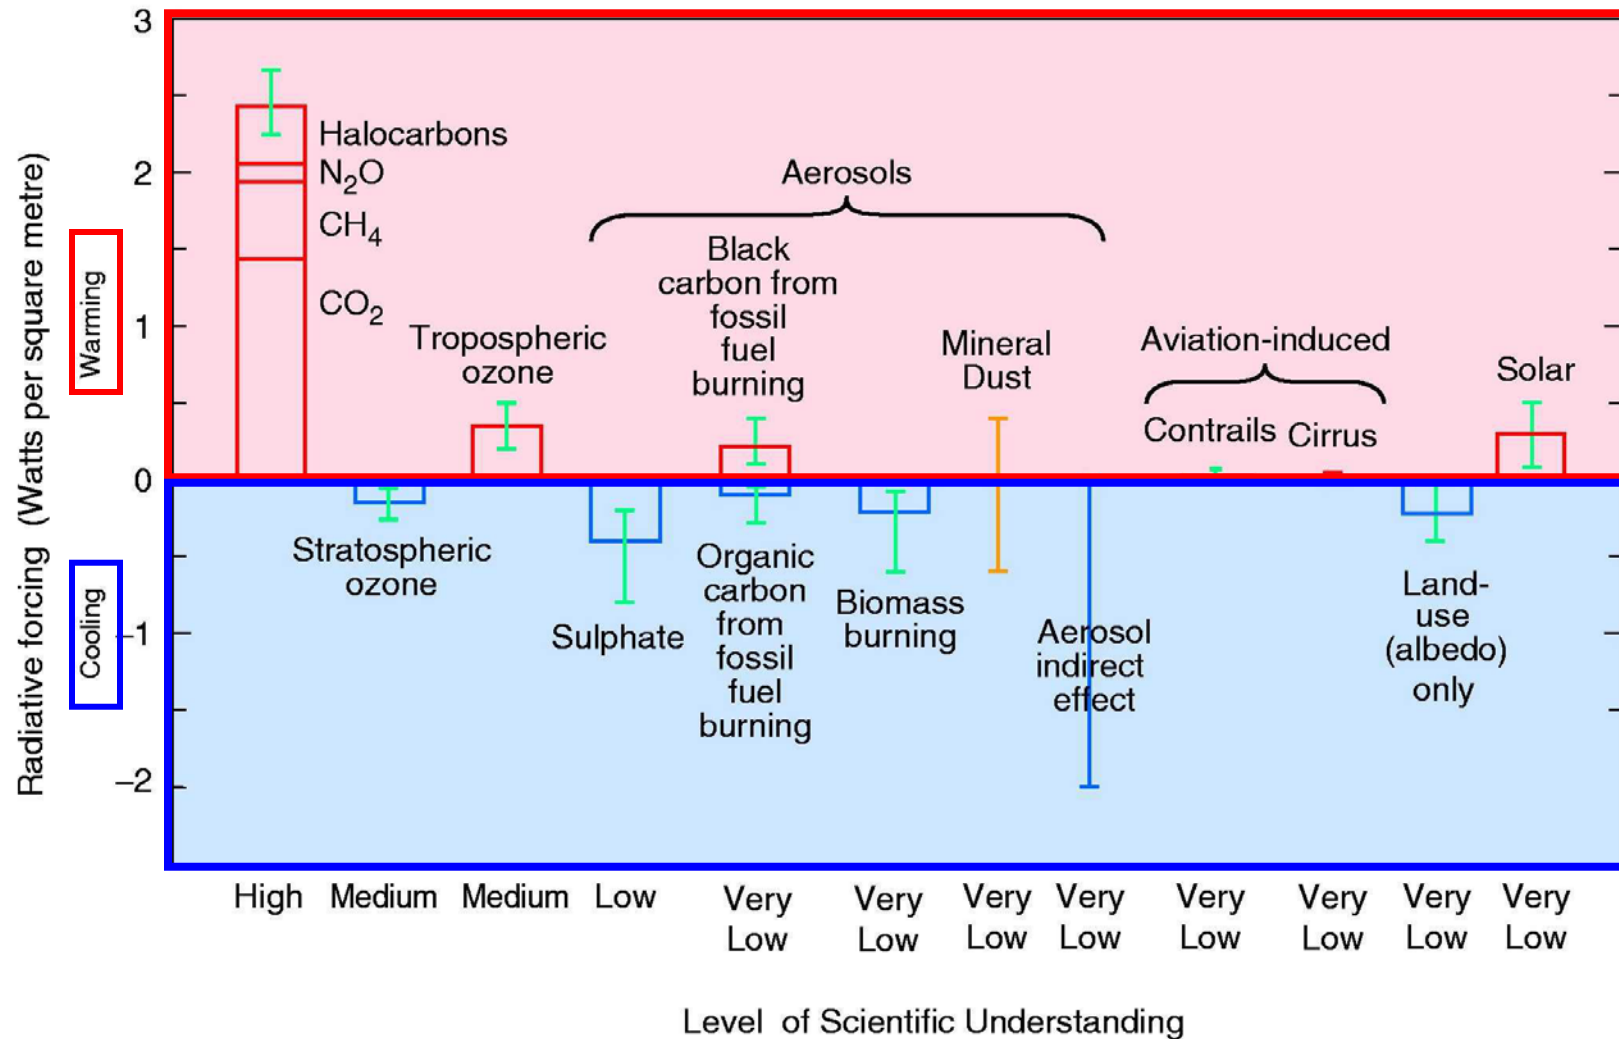 Radiative forcing (Watts per square metre)
Warming
Cooling
3
2
1
0
–1
–2
Halocarbons
N₂O
CH₄
CO₂
Stratospheric
ozone
Tropospheric
ozone
Aerosols
Sulphate
Black
carbon from
fossil
fuel
burning
Organic
carbon
from
fossil
fuel
burning
Biomass
burning
Mineral
Dust
Aerosol
indirect
effect
Aviation-induced
Contrails
Cirrus
Land-
use
(albedo)
only
Solar
High
Medium
Medium
Low
Very
Low
Very
Low
Very
Low
Very
Low
Very
Low
Very
Low
Very
Low
Very
Low
Level of Scientific Understanding